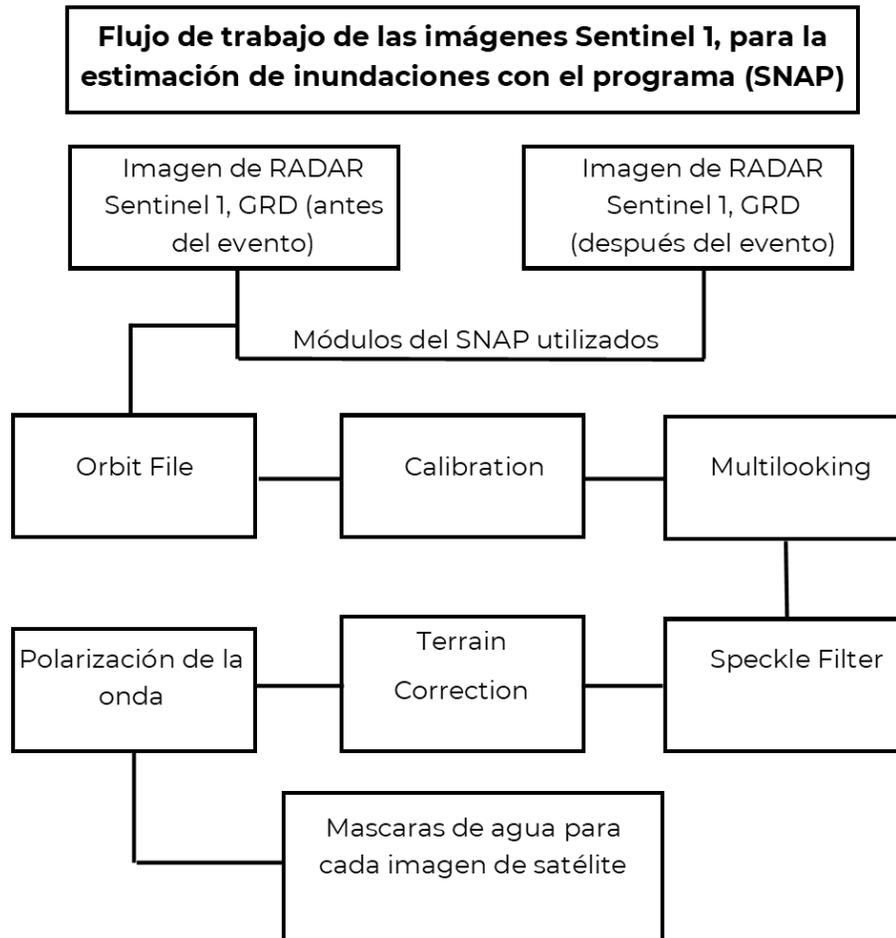 Flujo de trabajo de las imágenes Sentinel 1, para la
estimación de inundaciones con el programa (SNAP)
Imagen de RADAR
Sentinel 1, GRD (antes
del evento)
Imagen de RADAR
Sentinel 1, GRD
(después del evento)
Módulos del SNAP utilizados
Orbit File
Calibration
Multilooking
Speckle Filter
Terrain
Correction
Polarización de la
onda
Mascaras de agua para
cada imagen de satélite